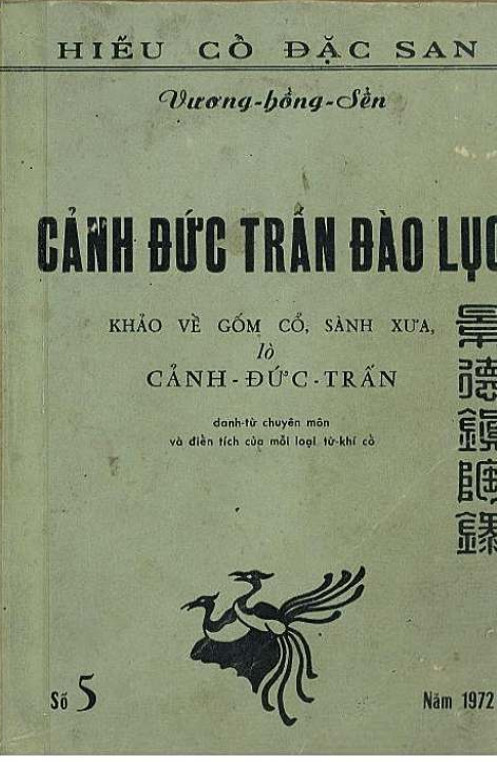 HIẾU CỔ ĐẶC SAN
Vương-hồng-Sển
CẢNH ĐỨC TRẤN ĐÀO LỤC
KHẢO VỀ GỐM CỔ, SÀNH XƯA,
lò
CẢNH-ĐỨC-TRẤN
danh-từ chuyên môn
và điển tích của mỗi loại từ-khí cổ
景德鎮陶錄
Số 5
Năm 1972